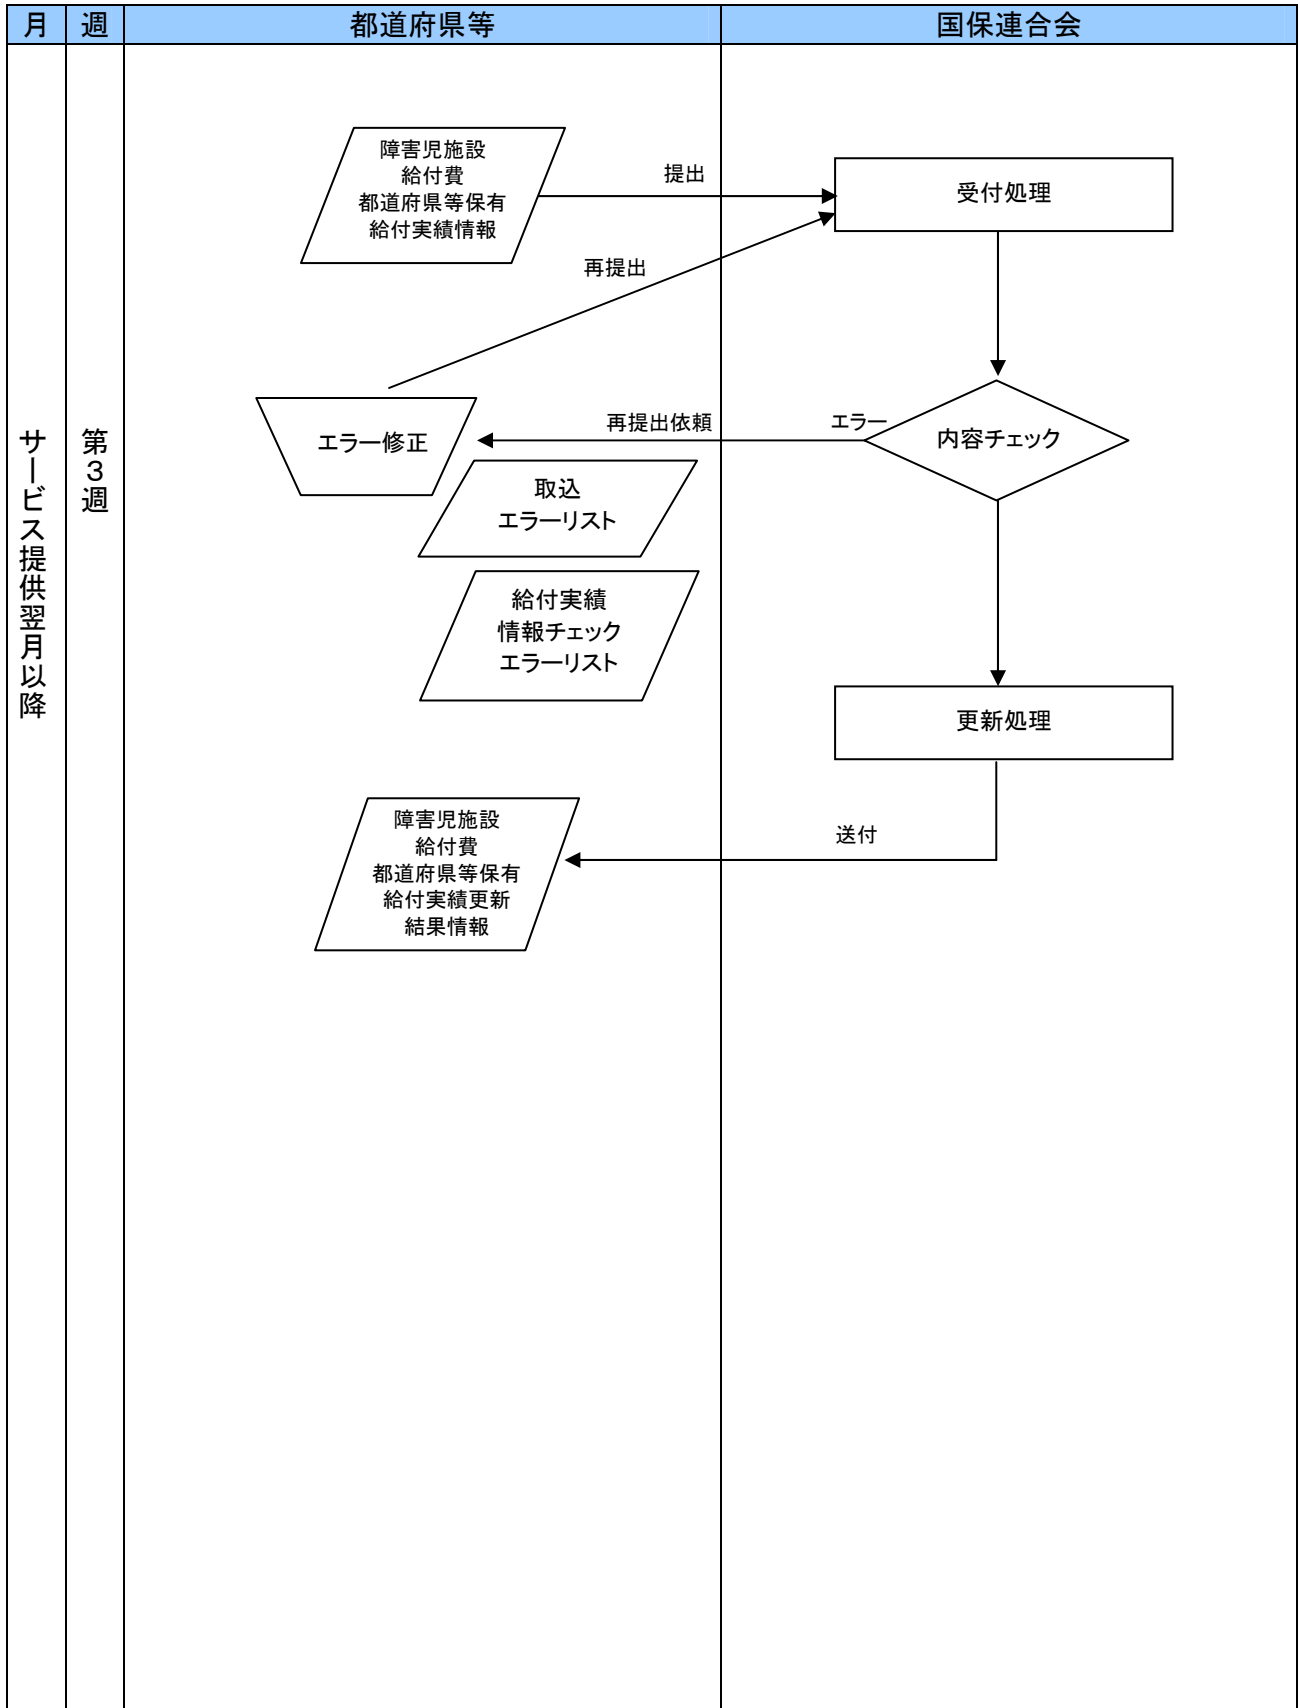 月 週 都道府県等 国保連合会
障害児施設
給付費
都道府県等保有
給付実績情報
提出
受付処理
再提出
エラー修正
再提出依頼
エラー
内容チェック
取込
エラーリスト
給付実績
情報チェック
エラーリスト
サービス提供翌月以降
第3週
更新処理
送付
障害児施設
給付費
都道府県等保有
給付実績更新
結果情報